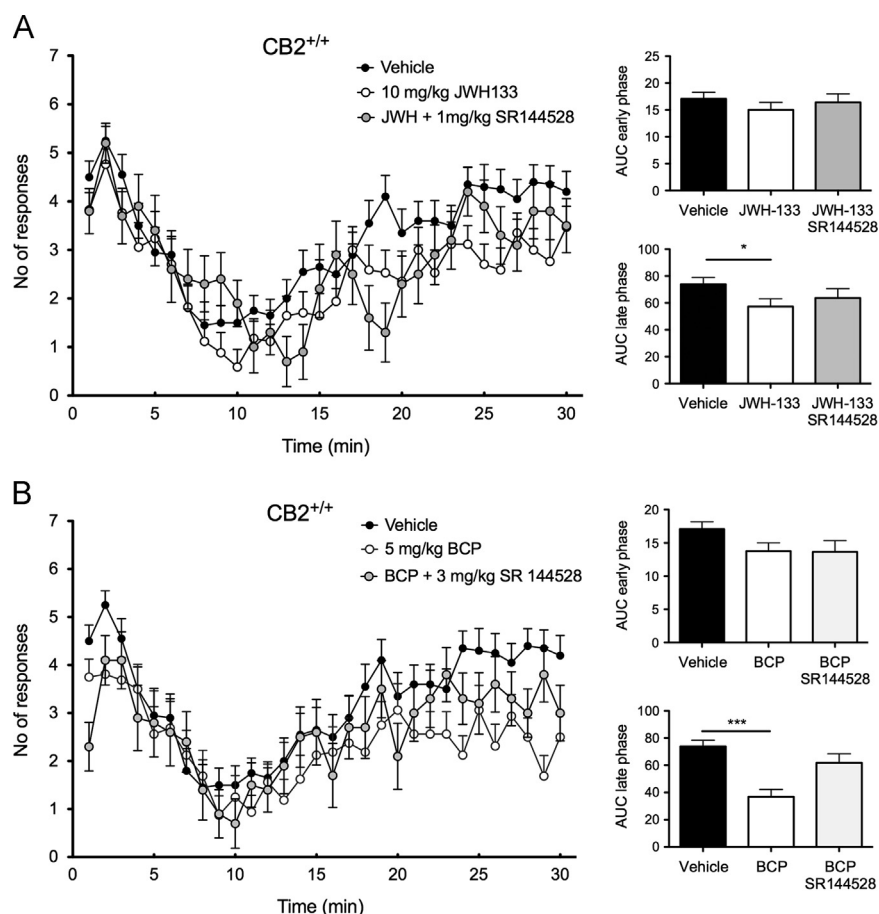 A
CB2+/+
Vehicle
10 mg/kg JWH133
JWH + 1mg/kg SR144528
No of responses
7
6
5
4
3
2
1
0
0 5 10 15 20 25 30
Time (min)
AUC early phase
25
20
15
10
5
0
Vehicle JWH-133 JWH-133
SR144528
AUC late phase
100
80
60
40
20
0
*
Vehicle JWH-133 JWH-133
SR144528
B
CB2+/+
Vehicle
5 mg/kg BCP
BCP + 3 mg/kg SR 144528
No of responses
7
6
5
4
3
2
1
0
0 5 10 15 20 25 30
Time (min)
AUC early phase
25
20
15
10
5
0
Vehicle BCP BCP
SR144528
AUC late phase
100
80
60
40
20
0
***
Vehicle BCP BCP
SR144528